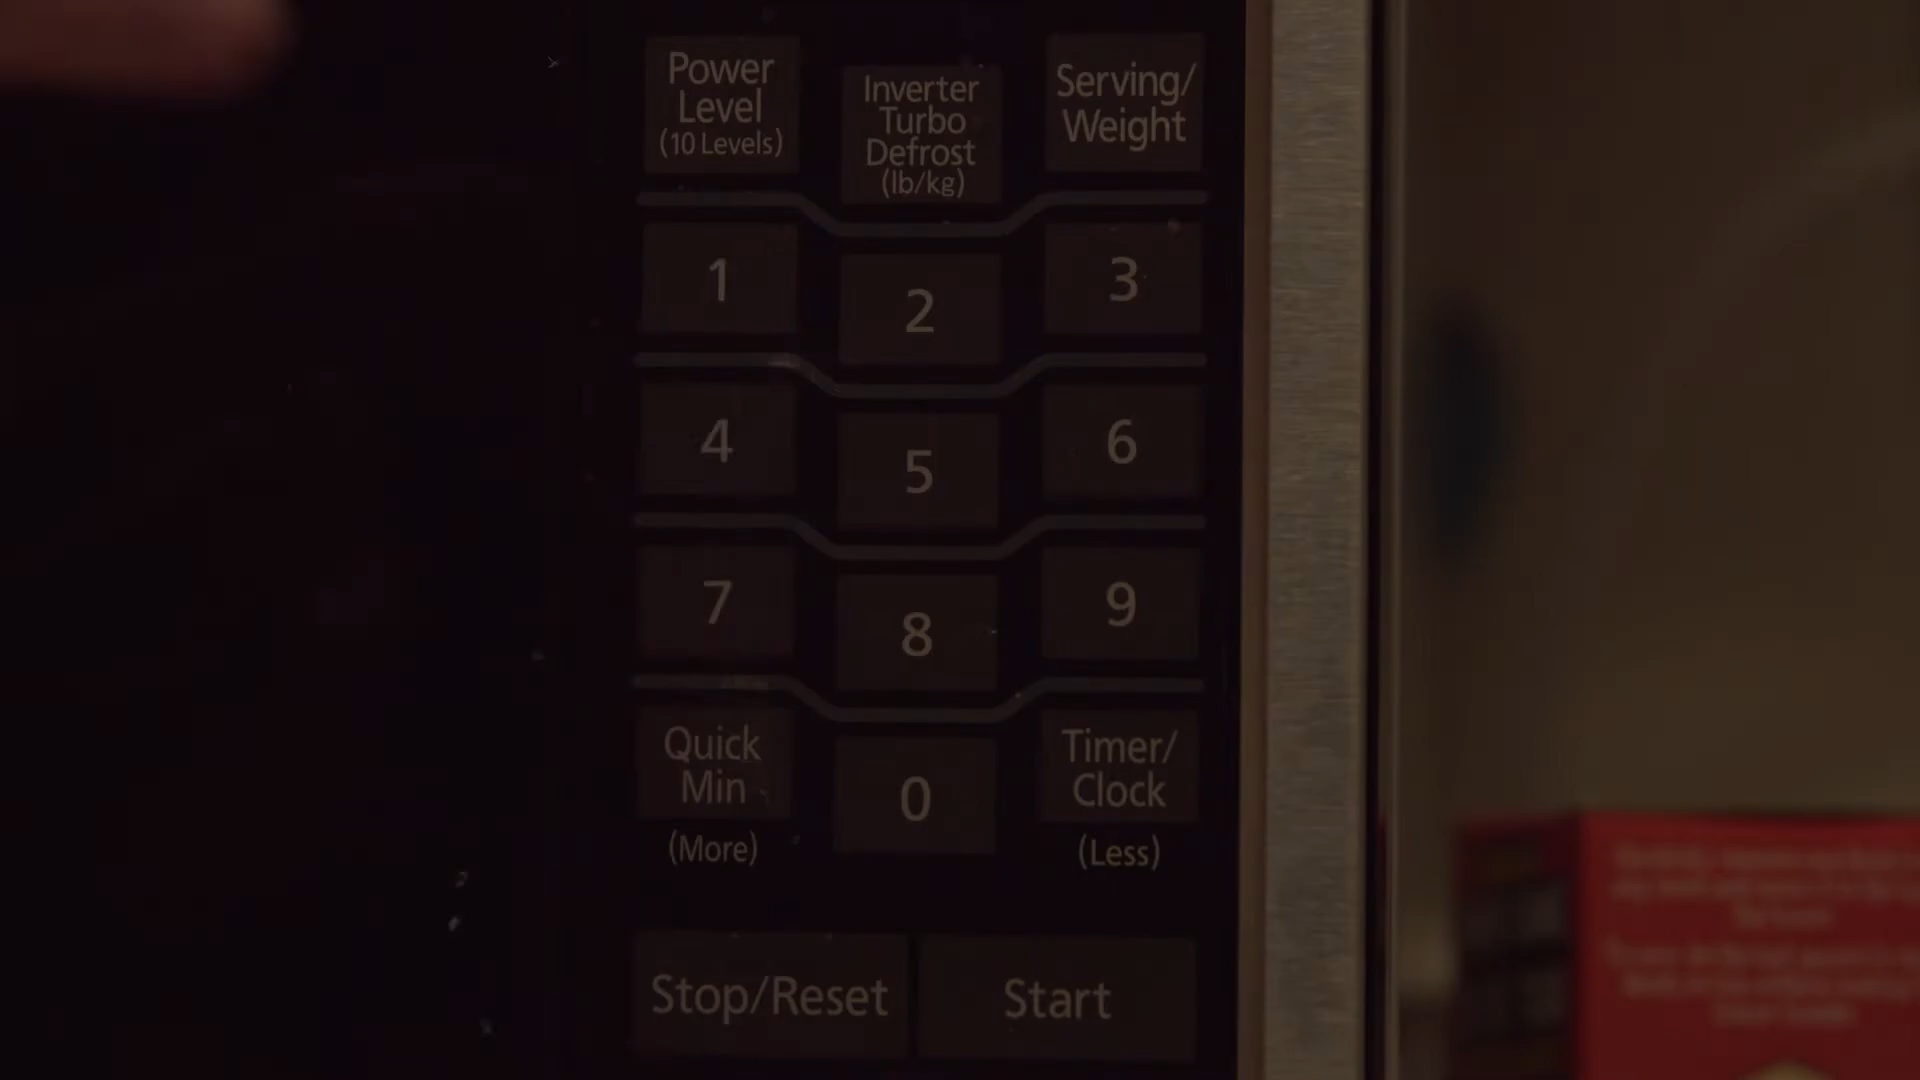 Power
Level
(10 Levels)
Inverter
Turbo
Defrost
(lb/kg)
Serving/
Weight
1
2
3
4
5
6
7
8
9
Quick
Min
(More)
0
Timer/
Clock
(Less)
Stop/Reset
Start